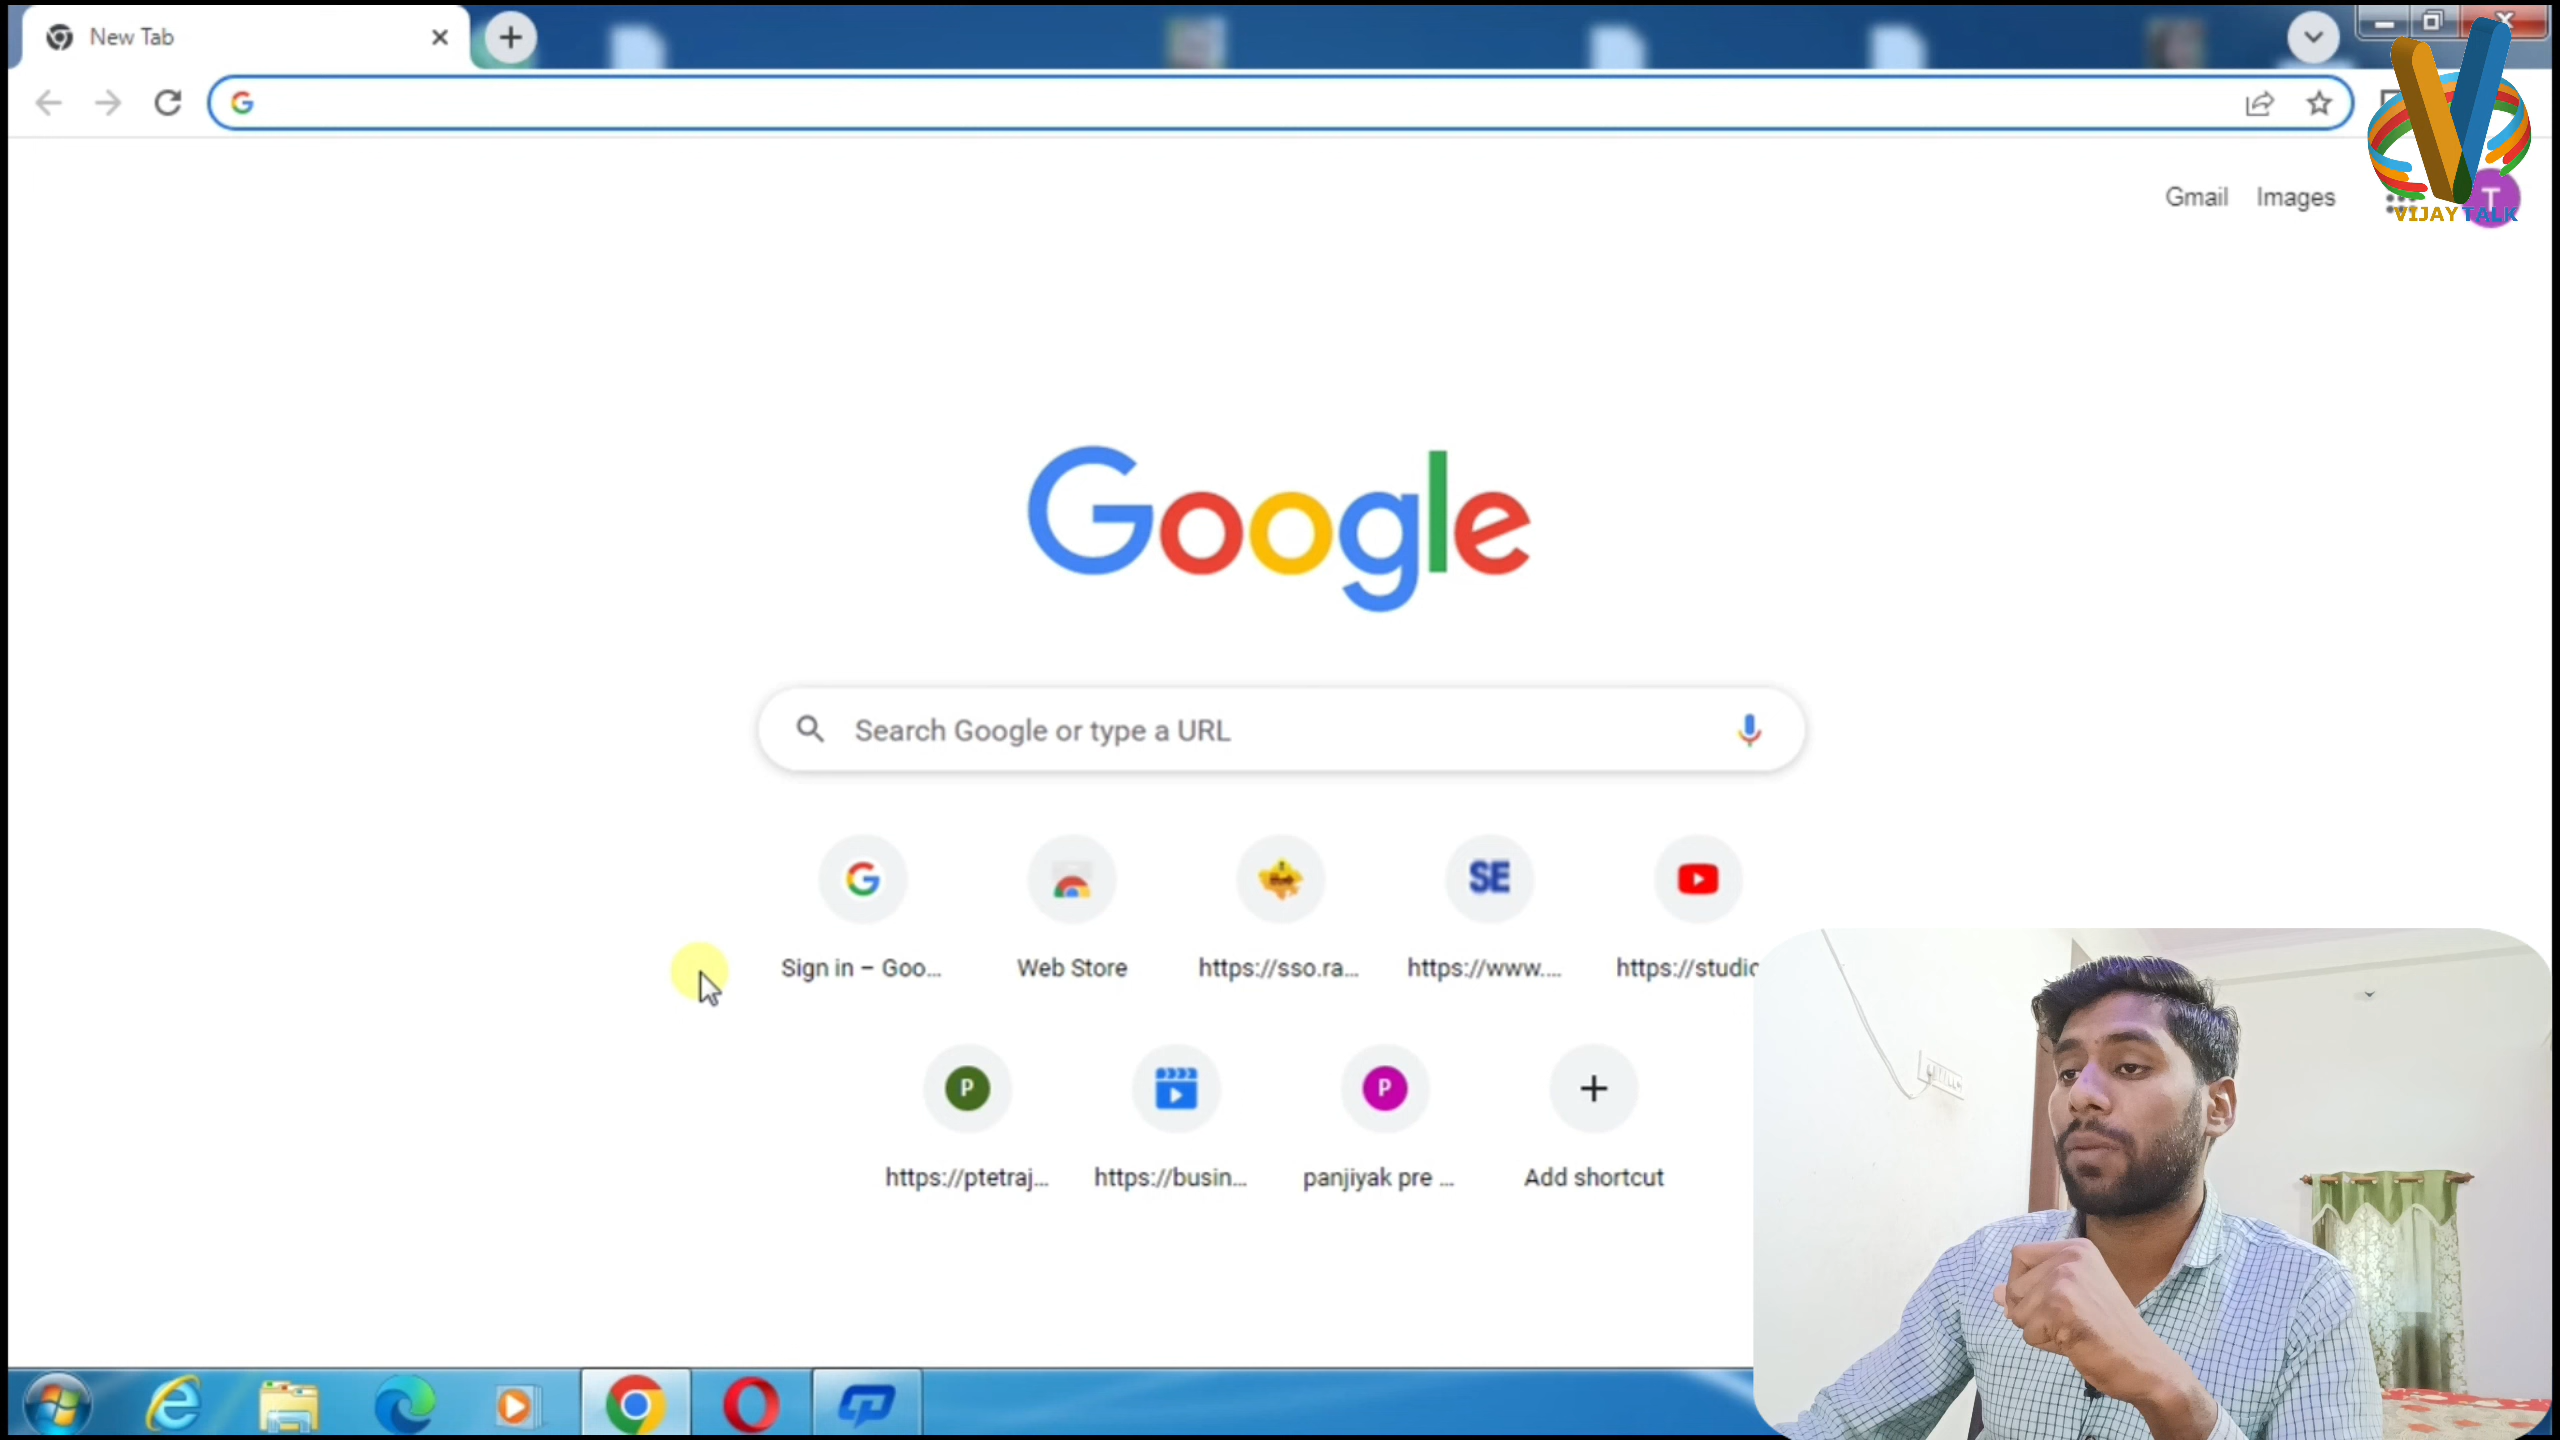 New Tab
Gmail Images
T
VIJAY TALK
Google
Search Google or type a URL
SE
Sign in – Goo...
Web Store
https://sso.ra...
https://www....
https://studio
P
P
https://ptetraj...
https://busin...
panjiyak pre ...
Add shortcut